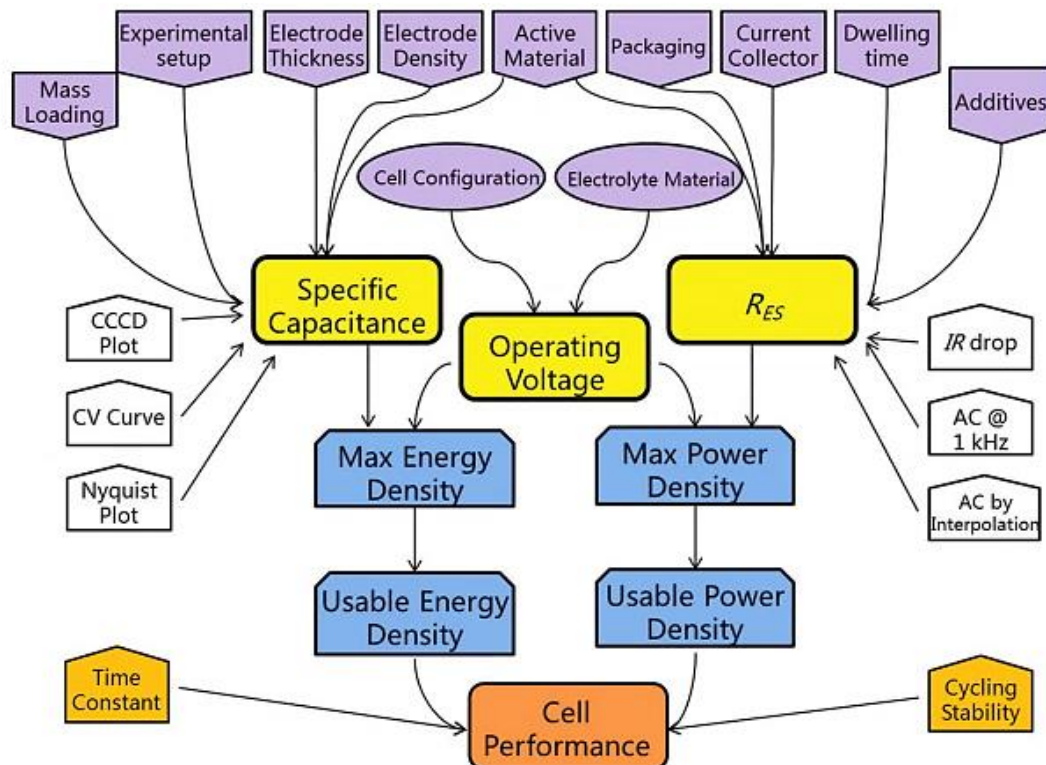 Mass
Loading
Experimental
setup
Electrode
Thickness
Electrode
Density
Active
Material
Packaging
Current
Collector
Dwelling
time
Additives
Cell Configuration
Electrolyte Material
Specific
Capacitance
Operating
Voltage
R_ES
CCCD
Plot
CV Curve
Nyquist
Plot
IR drop
AC @
1 kHz
AC by
Interpolation
Max Energy
Density
Max Power
Density
Usable Energy
Density
Usable Power
Density
Time
Constant
Cell
Performance
Cycling
Stability